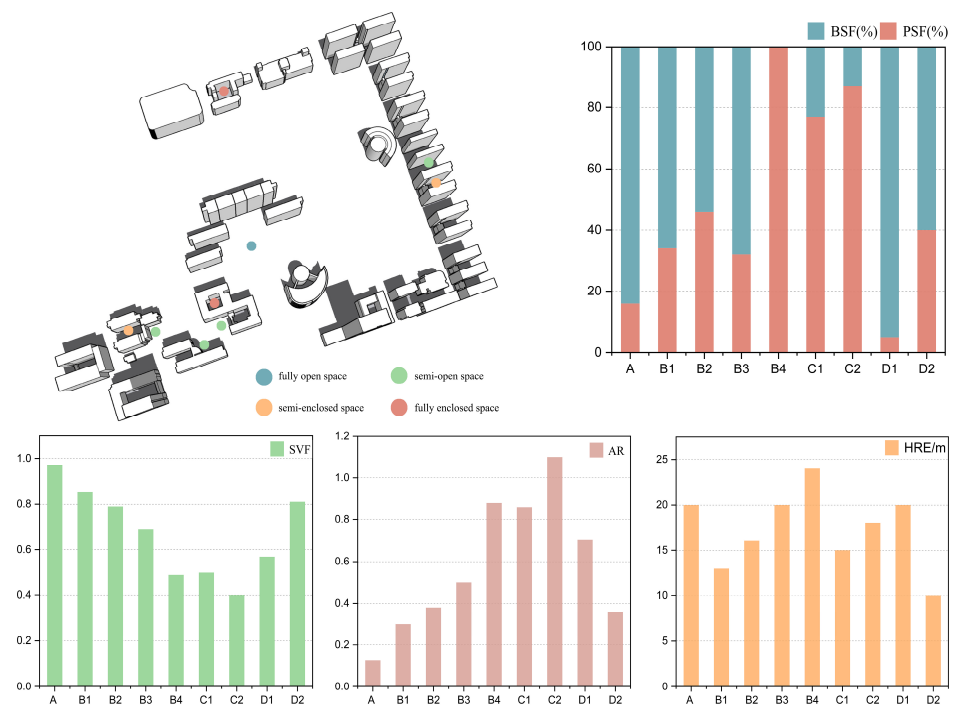 BSF(%) PSF(%)
100
80
60
40
20
0
A B1 B2 B3 B4 C1 C2 D1 D2
fully open space semi-open space
semi-enclosed space fully enclosed space
SVF
1.0
0.8
0.6
0.4
0.2
0.0
A B1 B2 B3 B4 C1 C2 D1 D2
AR
1.2
1.0
0.8
0.6
0.4
0.2
0.0
A B1 B2 B3 B4 C1 C2 D1 D2
HRE/m
25
20
15
10
5
0
A B1 B2 B3 B4 C1 C2 D1 D2